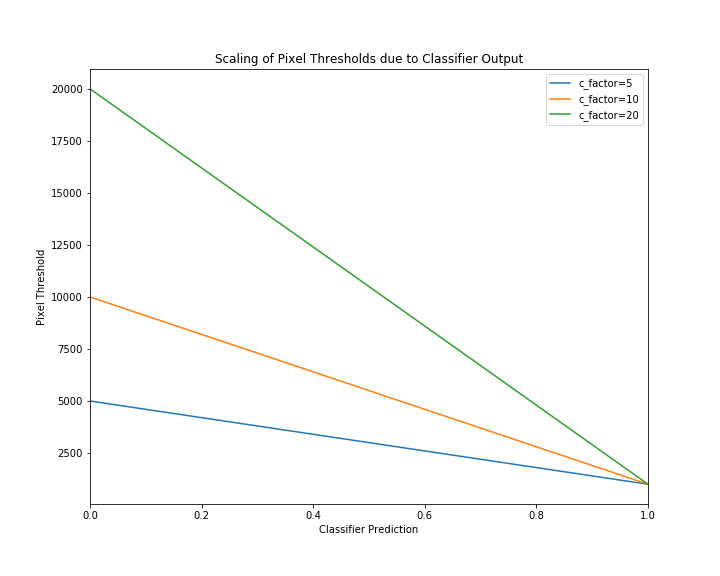 Scaling of Pixel Thresholds due to Classifier Output
c_factor=5
c_factor=10
c_factor=20
20000
17500
15000
12500
10000
7500
5000
2500
Pixel Threshold
0.0 0.2 0.4 0.6 0.8 1.0
Classifier Prediction